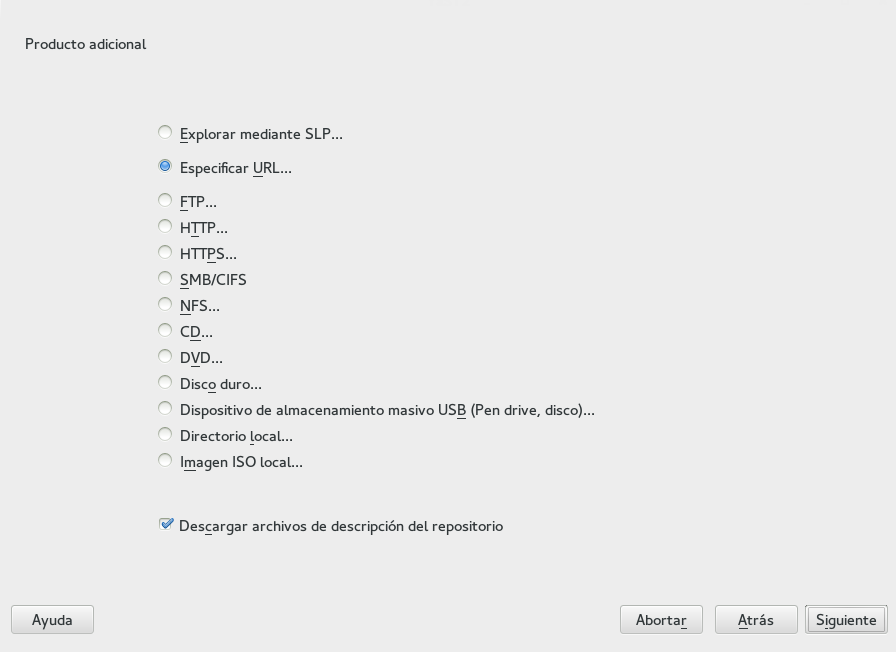 Producto adicional
Explorar mediante SLP...
Especificar URL...
FTP...
HTTP...
HTTPS...
SMB/CIFS
NFS...
CD...
DVD...
Disco duro...
Dispositivo de almacenamiento masivo USB (Pen drive, disco)...
Directorio local...
Imagen ISO local...
Descargar archivos de descripción del repositorio
Ayuda Abortar Atrás Siguiente